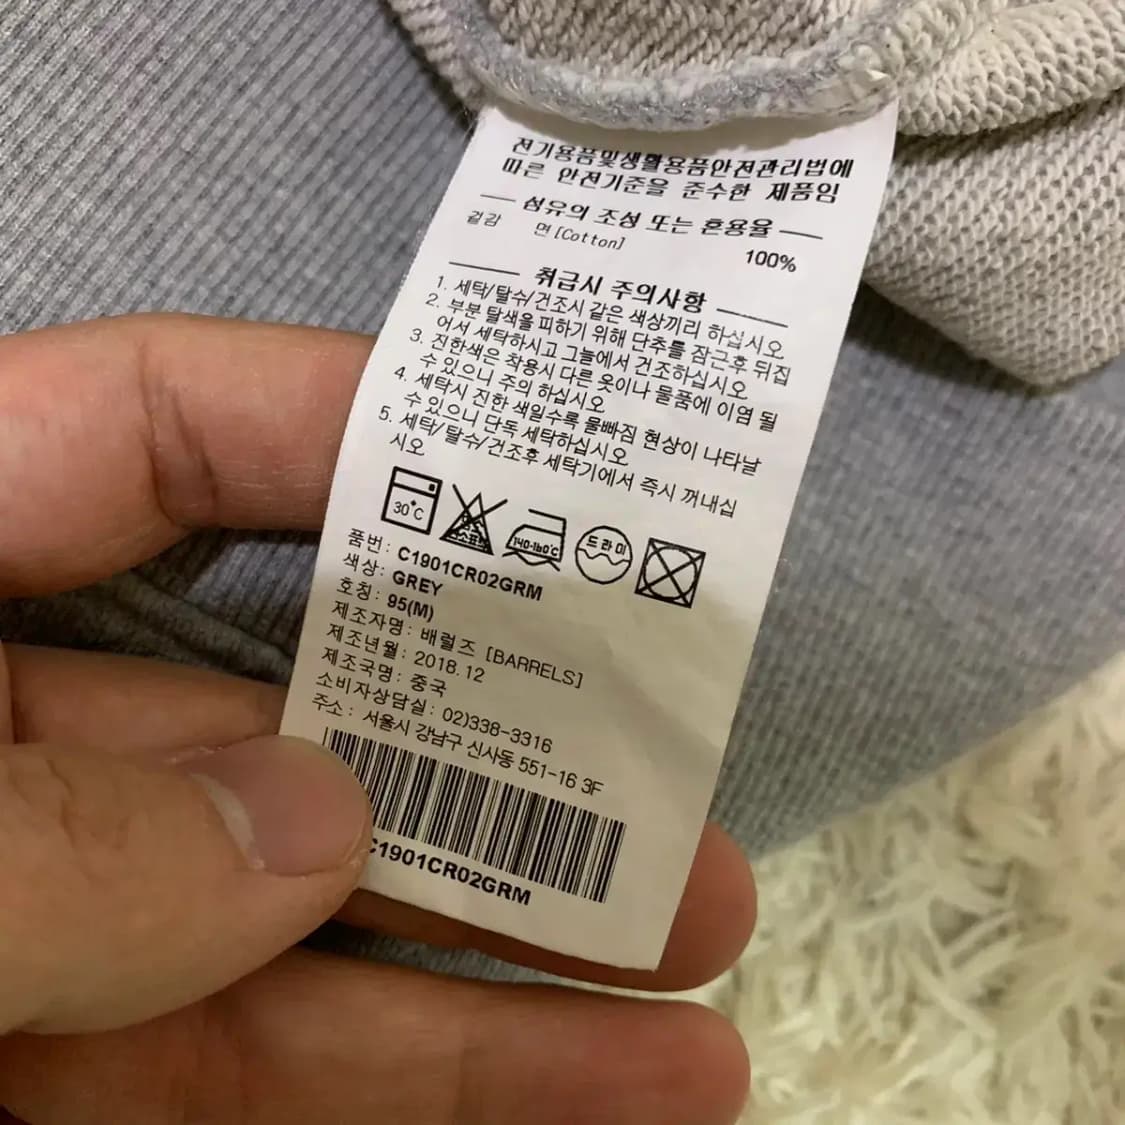 전기용품및생활용품안전관리법에
따른 안전기준을 준수한 제품임
섬유의 조성 또는 혼용율
겉감 면 [Cotton] 100%
취급시 주의사항
1. 세탁/탈수/건조시 같은 색상끼리 하십시오
2. 부분 탈색을 피하기 위해 단추를 잠근후 뒤집
어서 세탁하시고 그늘에서 건조하십시오
3. 진한색은 착용시 다른 옷이나 물품에 이염 될
수 있으니 주의 하십시오
4. 세탁시 진한 색일수록 물빠짐 현상이 나타날
수 있으니 단독 세탁하십시오
5. 세탁/탈수/건조후 세탁기에서 즉시 꺼내십
시오
30°C 140-160°C 드라이
품번: C1901CR02GRM
색상: GREY
호칭: 95(M)
제조자명: 배럴즈 [BARRELS]
제조년월: 2018.12
제조국명: 중국
소비자상담실: 02)338-3316
주소: 서울시 강남구 신사동 551-16 3F
C1901CR02GRM